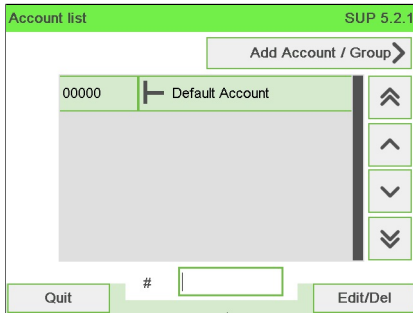 Account list SUP 5.2.1
Add Account / Group
00000 Default Account
#
Quit Edit/Del